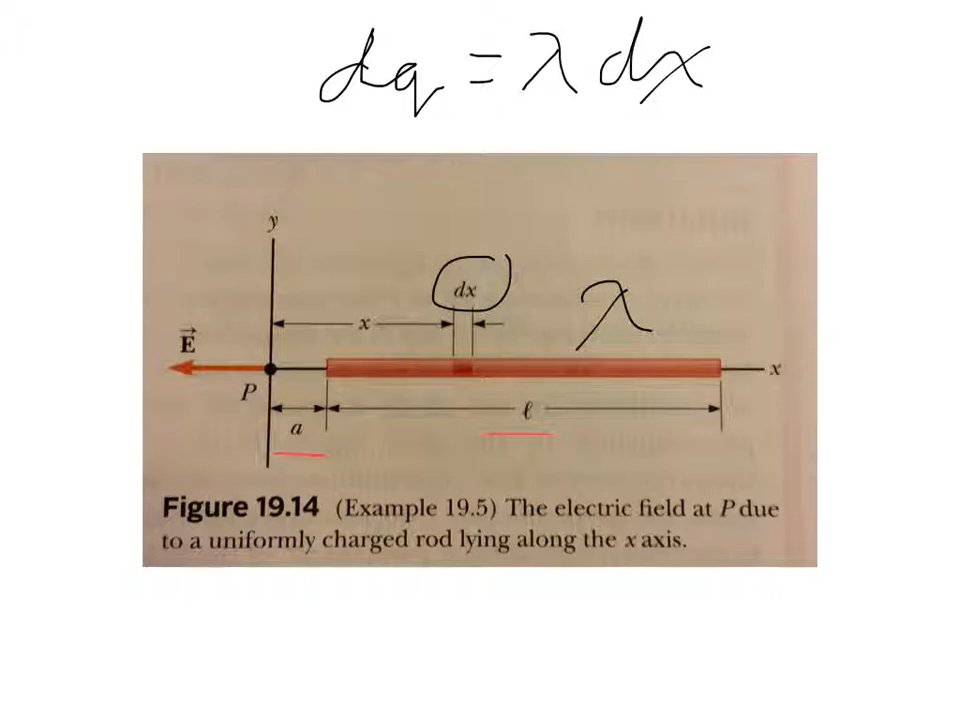 dq = λ dx
y
dx
λ
x
E⃗
x
P
a
ℓ
Figure 19.14 (Example 19.5) The electric field at P due
to a uniformly charged rod lying along the x axis.